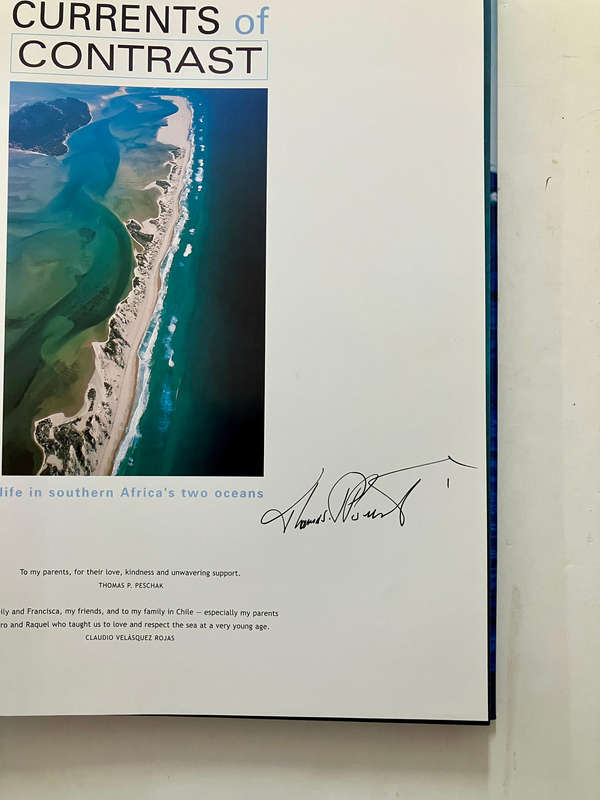 CURRENTS of
CONTRAST
life in southern Africa's two oceans
Thomas P. Peschak
To my parents, for their love, kindness and unwavering support.
THOMAS P. PESCHAK
and Francisca, my friends, and to my family in Chile – especially my parents
and Raquel who taught us to love and respect the sea at a very young age.
CLAUDIO VELÁSQUEZ ROJAS